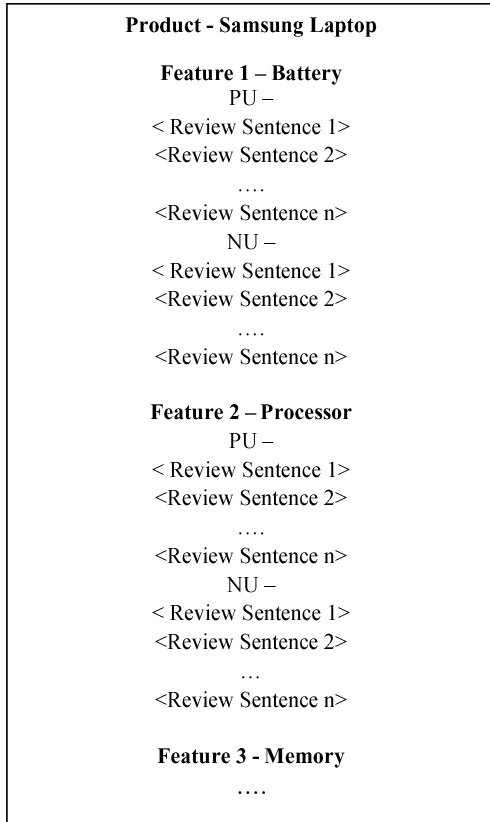 Product - Samsung Laptop
Feature 1 – Battery
PU –
< Review Sentence 1>
<Review Sentence 2>
….
<Review Sentence n>
NU –
< Review Sentence 1>
<Review Sentence 2>
….
<Review Sentence n>
Feature 2 – Processor
PU –
< Review Sentence 1>
<Review Sentence 2>
….
<Review Sentence n>
NU –
< Review Sentence 1>
<Review Sentence 2>
…
<Review Sentence n>
Feature 3 - Memory
….